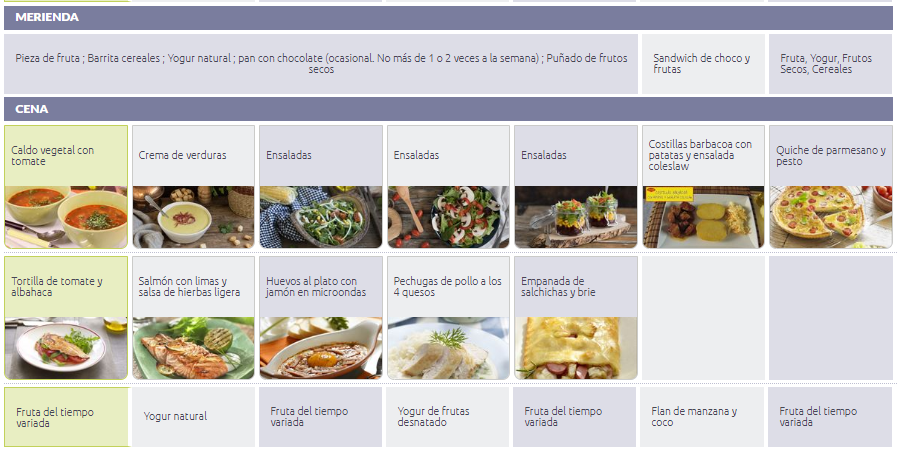 MERIENDA
Pieza de fruta ; Barrita cereales ; Yogur natural ; pan con chocolate (ocasional. No más de 1 o 2 veces a la semana) ; Puñado de frutos
secos
Sandwich de choco y
frutas
Fruta, Yogur, Frutos
Secos, Cereales
CENA
Caldo vegetal con
tomate
Crema de verduras
Ensaladas
Ensaladas
Ensaladas
Costillas barbacoa con
patatas y ensalada
coleslaw
Quiche de parmesano y
pesto
Tortilla de tomate y
albahaca
Salmón con limas y
salsa de hierbas ligera
Huevos al plato con
jamón en microondas
Pechugas de pollo a los
4 quesos
Empanada de
salchichas y brie
Fruta del tiempo
variada
Yogur natural
Fruta del tiempo
variada
Yogur de frutas
desnatado
Fruta del tiempo
variada
Flan de manzana y
coco
Fruta del tiempo
variada